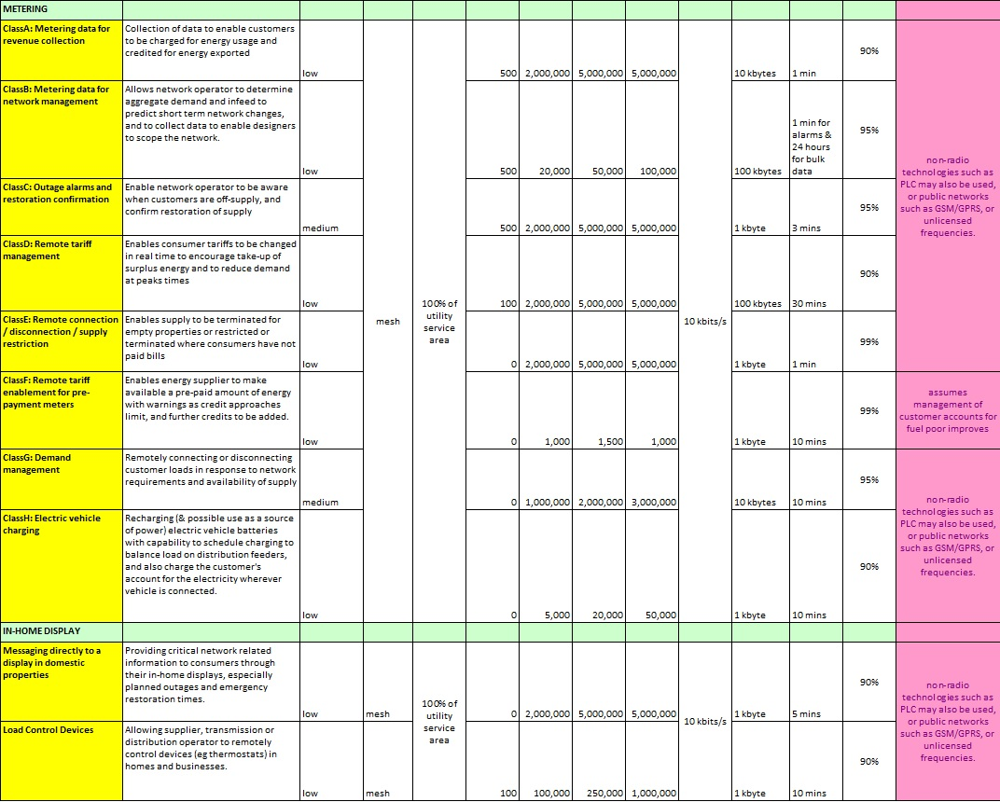 METERING
ClassA: Metering data for
revenue collection
Collection of data to enable customers
to be charged for energy usage and
credited for energy exported
low
500
2,000,000
5,000,000
5,000,000
10 kbytes
1 min
90%
ClassB: Metering data for
network management
Allows network operator to determine
aggregate demand and infeed to
predict short term network changes,
and to collect data to enable designers
to scope the network.
low
500
20,000
50,000
100,000
100 kbytes
1 min for
alarms &
24 hours
for bulk
data
95%
non-radio
technologies such as
PLC may also be used,
or public networks
such as GSM/GPRS, or
unlicensed
frequencies.
ClassC: Outage alarms and
restoration confirmation
Enable network operator to be aware
when customers are off-supply, and
confirm restoration of supply
medium
500
2,000,000
5,000,000
5,000,000
1 kbyte
3 mins
95%
ClassD: Remote tariff
management
Enables consumer tariffs to be changed
in real time to encourage take-up of
surplus energy and to reduce demand
at peaks times
low
100
2,000,000
5,000,000
5,000,000
100 kbytes
30 mins
90%
mesh
100% of
utility
service
area
10 kbits/s
ClassE: Remote connection
/ disconnection / supply
restriction
Enables supply to be terminated for
empty properties or restricted or
terminated where consumers have not
paid bills
low
0
2,000,000
5,000,000
5,000,000
1 kbyte
1 min
99%
ClassF: Remote tariff
enablement for pre-
payment meters
Enables energy supplier to make
available a pre-paid amount of energy
with warnings as credit approaches
limit, and further credits to be added.
low
0
1,000
1,500
1,000
1 kbyte
10 mins
99%
assumes
management of
customer accounts for
fuel poor improves
ClassG: Demand
management
Remotely connecting or disconnecting
customer loads in response to network
requirements and availability of supply
medium
0
1,000,000
2,000,000
3,000,000
10 kbytes
10 mins
95%
ClassH: Electric vehicle
charging
Recharging (& possible use as a source
of power) electric vehicle batteries
with capability to schedule charging to
balance load on distribution feeders,
and also charge the customer's
account for the electricity wherever
vehicle is connected.
low
0
5,000
20,000
50,000
1 kbyte
10 mins
90%
non-radio
technologies such as
PLC may also be used,
or public networks
such as GSM/GPRS, or
unlicensed
frequencies.
IN-HOME DISPLAY
Messaging directly to a
display in domestic
properties
Providing critical network related
information to consumers through
their in-home displays, especially
planned outages and emergency
restoration times.
low
mesh
100% of
utility
service
area
0
2,000,000
5,000,000
5,000,000
10 kbits/s
1 kbyte
5 mins
90%
non-radio
technologies such as
PLC may also be used,
or public networks
such as GSM/GPRS, or
unlicensed
frequencies.
Load Control Devices
Allowing supplier, transmission or
distribution operator to remotely
control devices (eg thermostats) in
homes and businesses.
low
mesh
100
100,000
250,000
1,000,000
1 kbyte
10 mins
90%